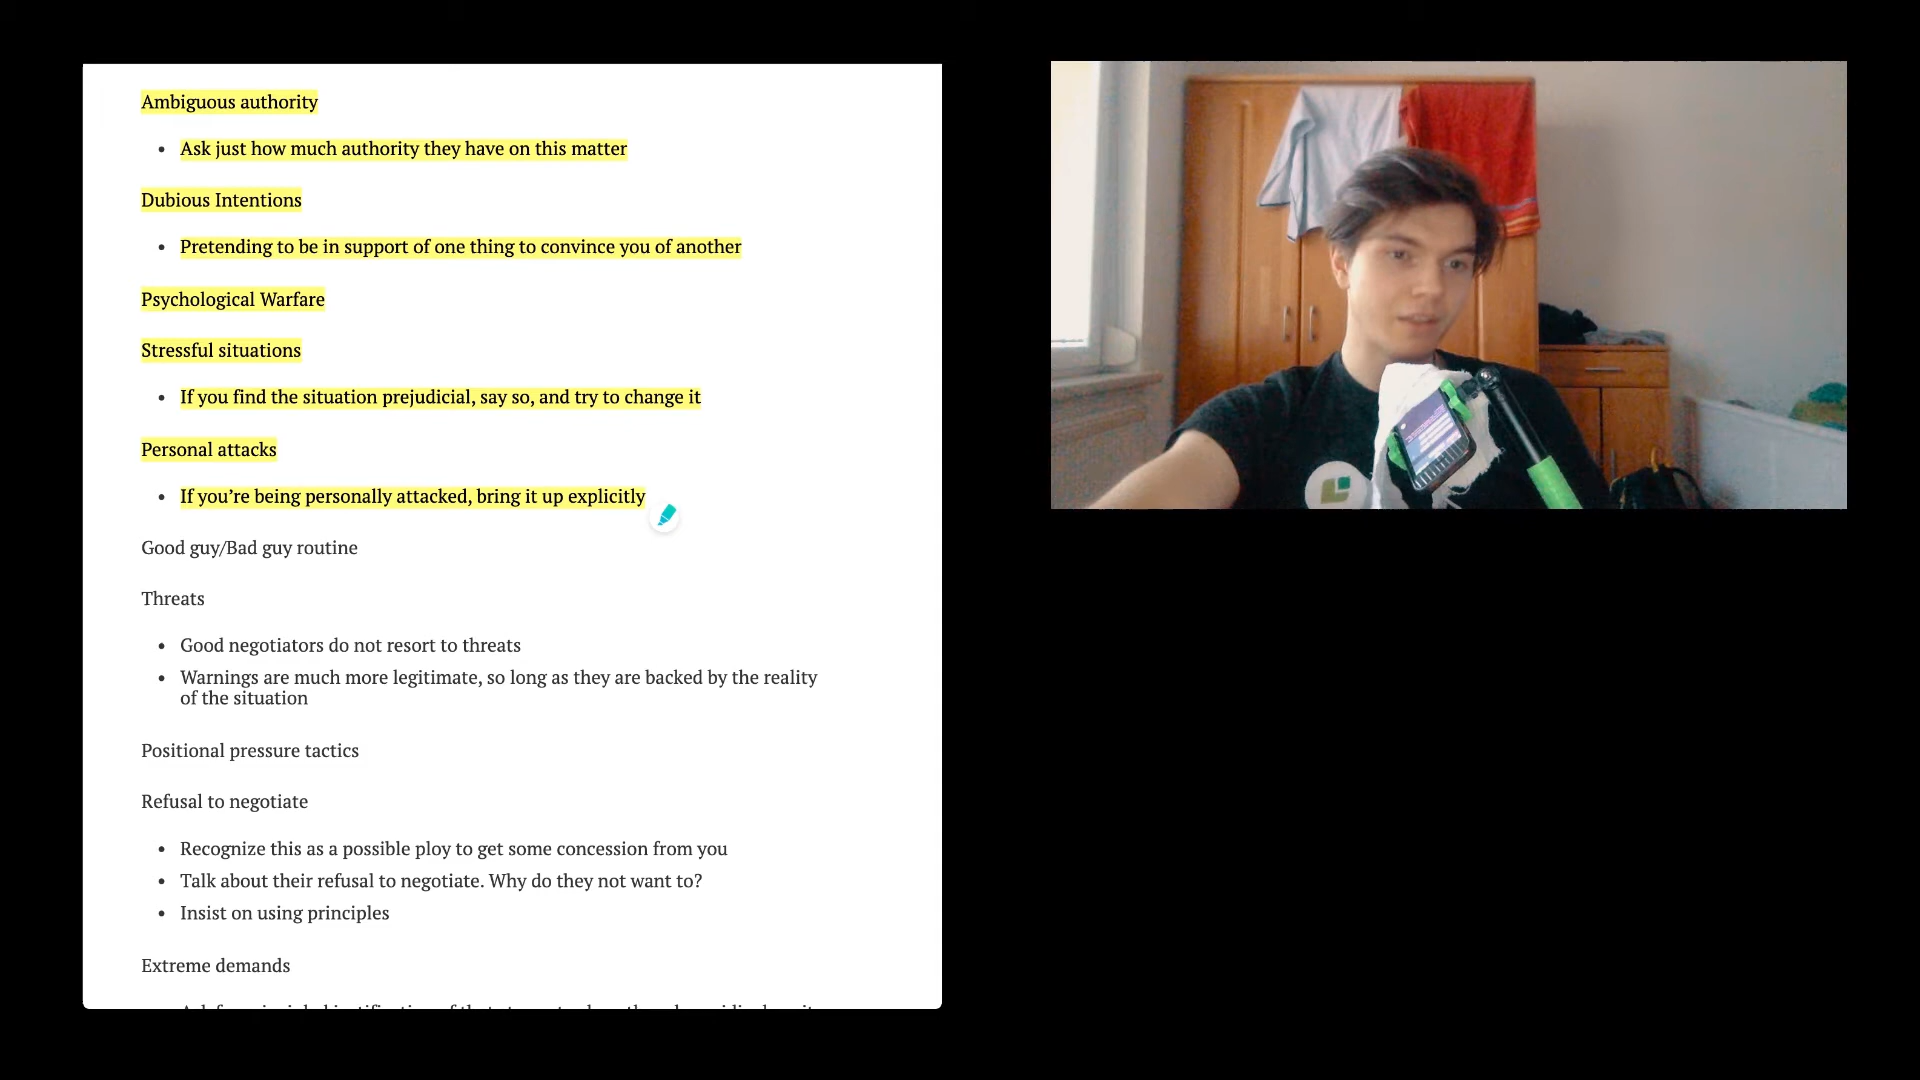 Ambiguous authority
• Ask just how much authority they have on this matter
Dubious Intentions
• Pretending to be in support of one thing to convince you of another
Psychological Warfare
Stressful situations
• If you find the situation prejudicial, say so, and try to change it
Personal attacks
• If you’re being personally attacked, bring it up explicitly
Good guy/Bad guy routine
Threats
• Good negotiators do not resort to threats
• Warnings are much more legitimate, so long as they are backed by the reality
of the situation
Positional pressure tactics
Refusal to negotiate
• Recognize this as a possible ploy to get some concession from you
• Talk about their refusal to negotiate. Why do they not want to?
• Insist on using principles
Extreme demands